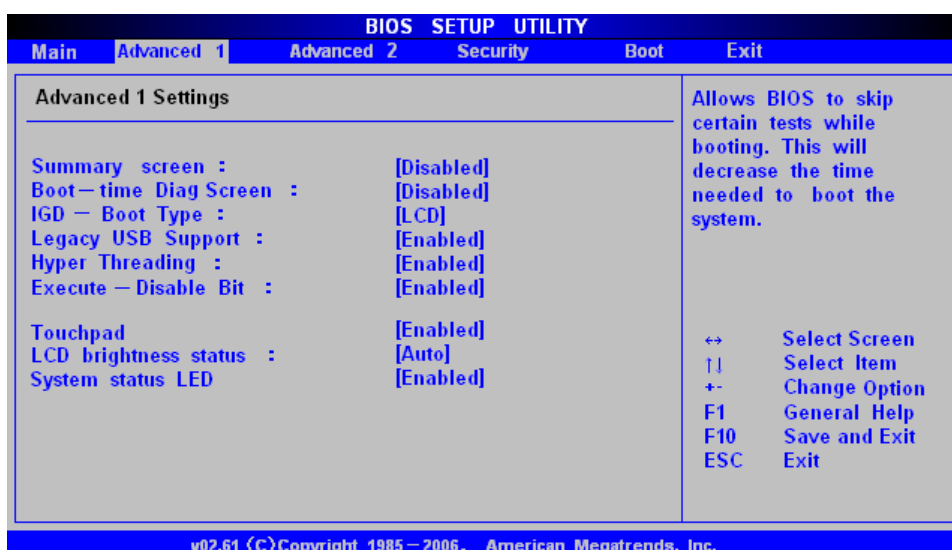 BIOS SETUP UTILITY
Main Advanced 1 Advanced 2 Security Boot Exit
Advanced 1 Settings
Summary screen : [Disabled]
Boot-time Diag Screen : [Disabled]
IGD - Boot Type : [LCD]
Legacy USB Support : [Enabled]
Hyper Threading : [Enabled]
Execute - Disable Bit : [Enabled]
Touchpad [Enabled]
LCD brightness status : [Auto]
System status LED [Enabled]
Allows BIOS to skip
certain tests while
booting. This will
decrease the time
needed to boot the
system.
↔ Select Screen
↑↓ Select Item
+- Change Option
F1 General Help
F10 Save and Exit
ESC Exit
v02.61 (C)Copyright 1985-2006, American Megatrends, Inc.